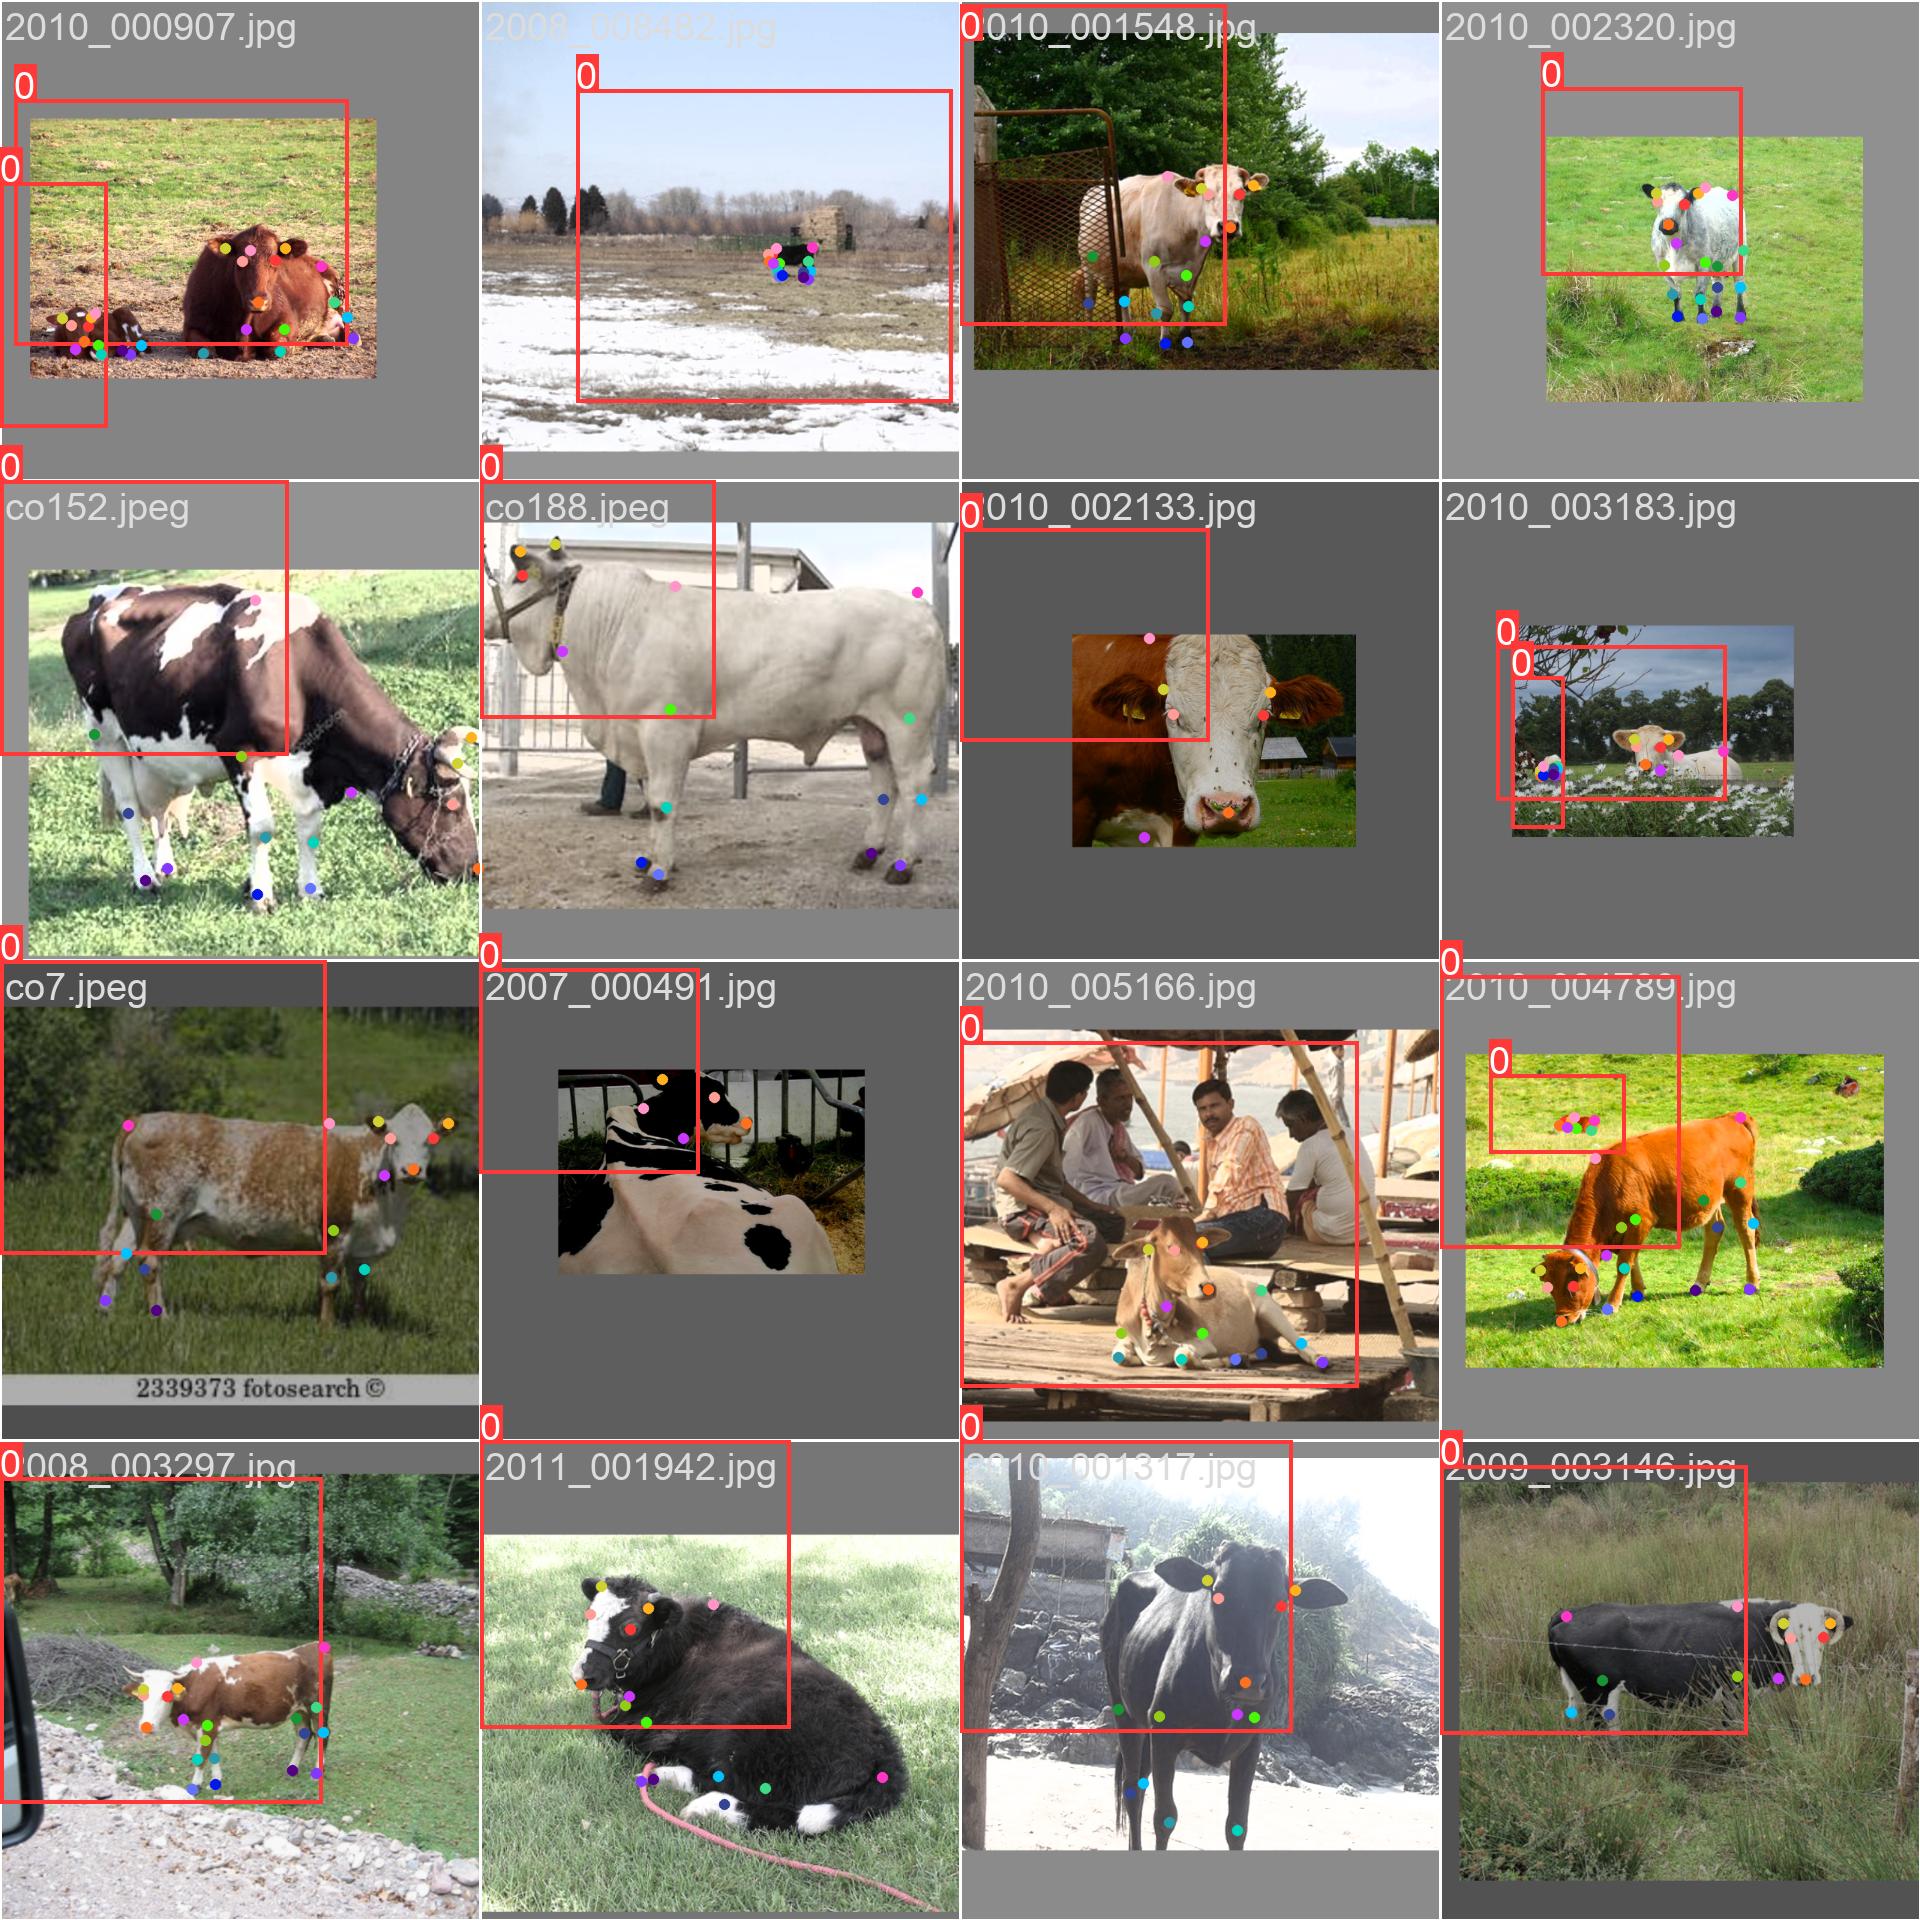 2010_000907.jpg
2008_008482.jpg
2010_001548.jpg
2010_002320.jpg
0
0
0
0
0
co152.jpeg
co188.jpeg
2010_002133.jpg
2010_003183.jpg
0
0
0
0
0
0
co7.jpeg
2007_000491.jpg
2010_005166.jpg
2010_004789.jpg
0
0
0
0
0
2339373 fotosearch ©
2008_003297.jpg
2011_001942.jpg
2010_001317.jpg
2009_003146.jpg
0
0
0
0